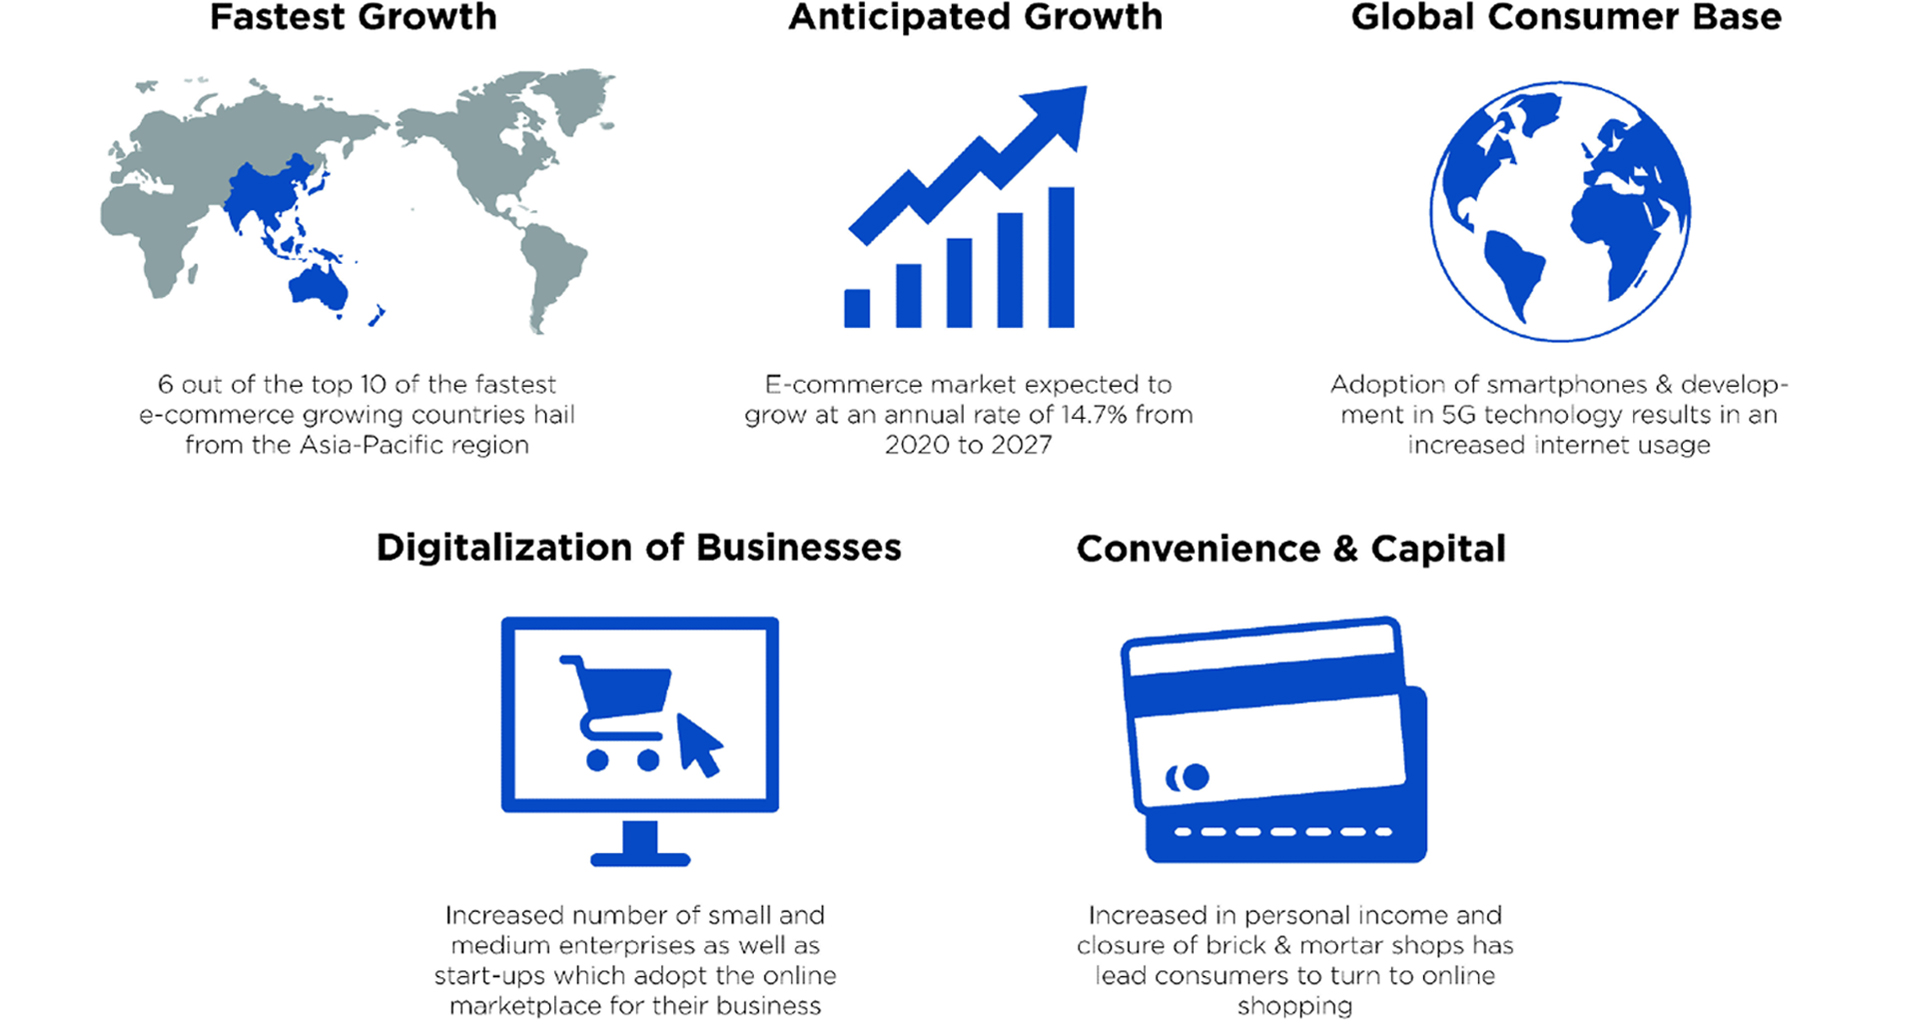 Fastest Growth
Anticipated Growth
Global Consumer Base
6 out of the top 10 of the fastest
e-commerce growing countries hail
from the Asia-Pacific region
E-commerce market expected to
grow at an annual rate of 14.7% from
2020 to 2027
Adoption of smartphones & develop-
ment in 5G technology results in an
increased internet usage
Digitalization of Businesses
Convenience & Capital
Increased number of small and
medium enterprises as well as
start-ups which adopt the online
marketplace for their business
Increased in personal income and
closure of brick & mortar shops has
lead consumers to turn to online
shopping